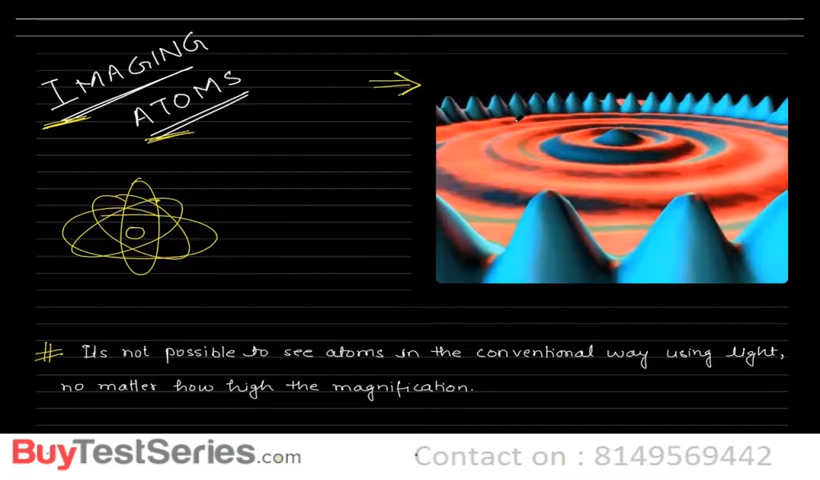 IMAGING
ATOMS
# It's not possible to see atoms in the conventional way using light,
no matter how high the magnification.
BuyTestSeries.com
Contact on : 8149569442